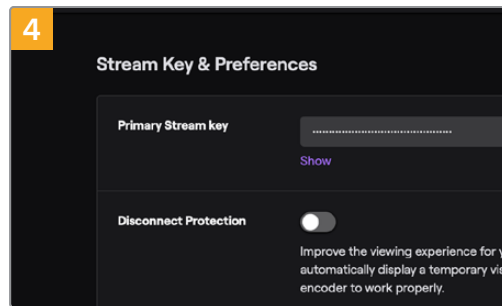 4
Stream Key & Preferences
Primary Stream key
Show
Disconnect Protection
Improve the viewing experience for
automatically display a temporary
encoder to work properly.